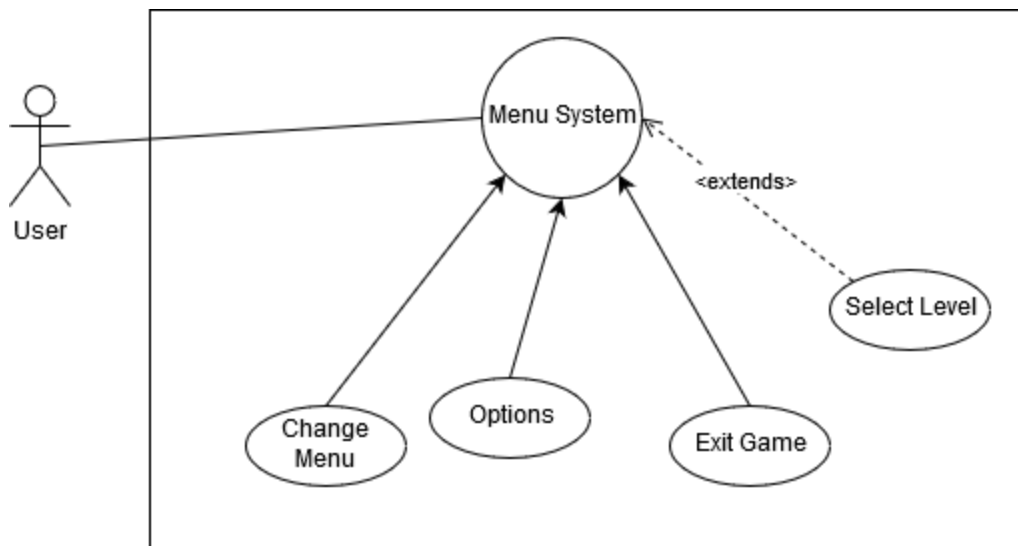 Menu System
<extends>
User
Select Level
Change
Menu
Options
Exit Game